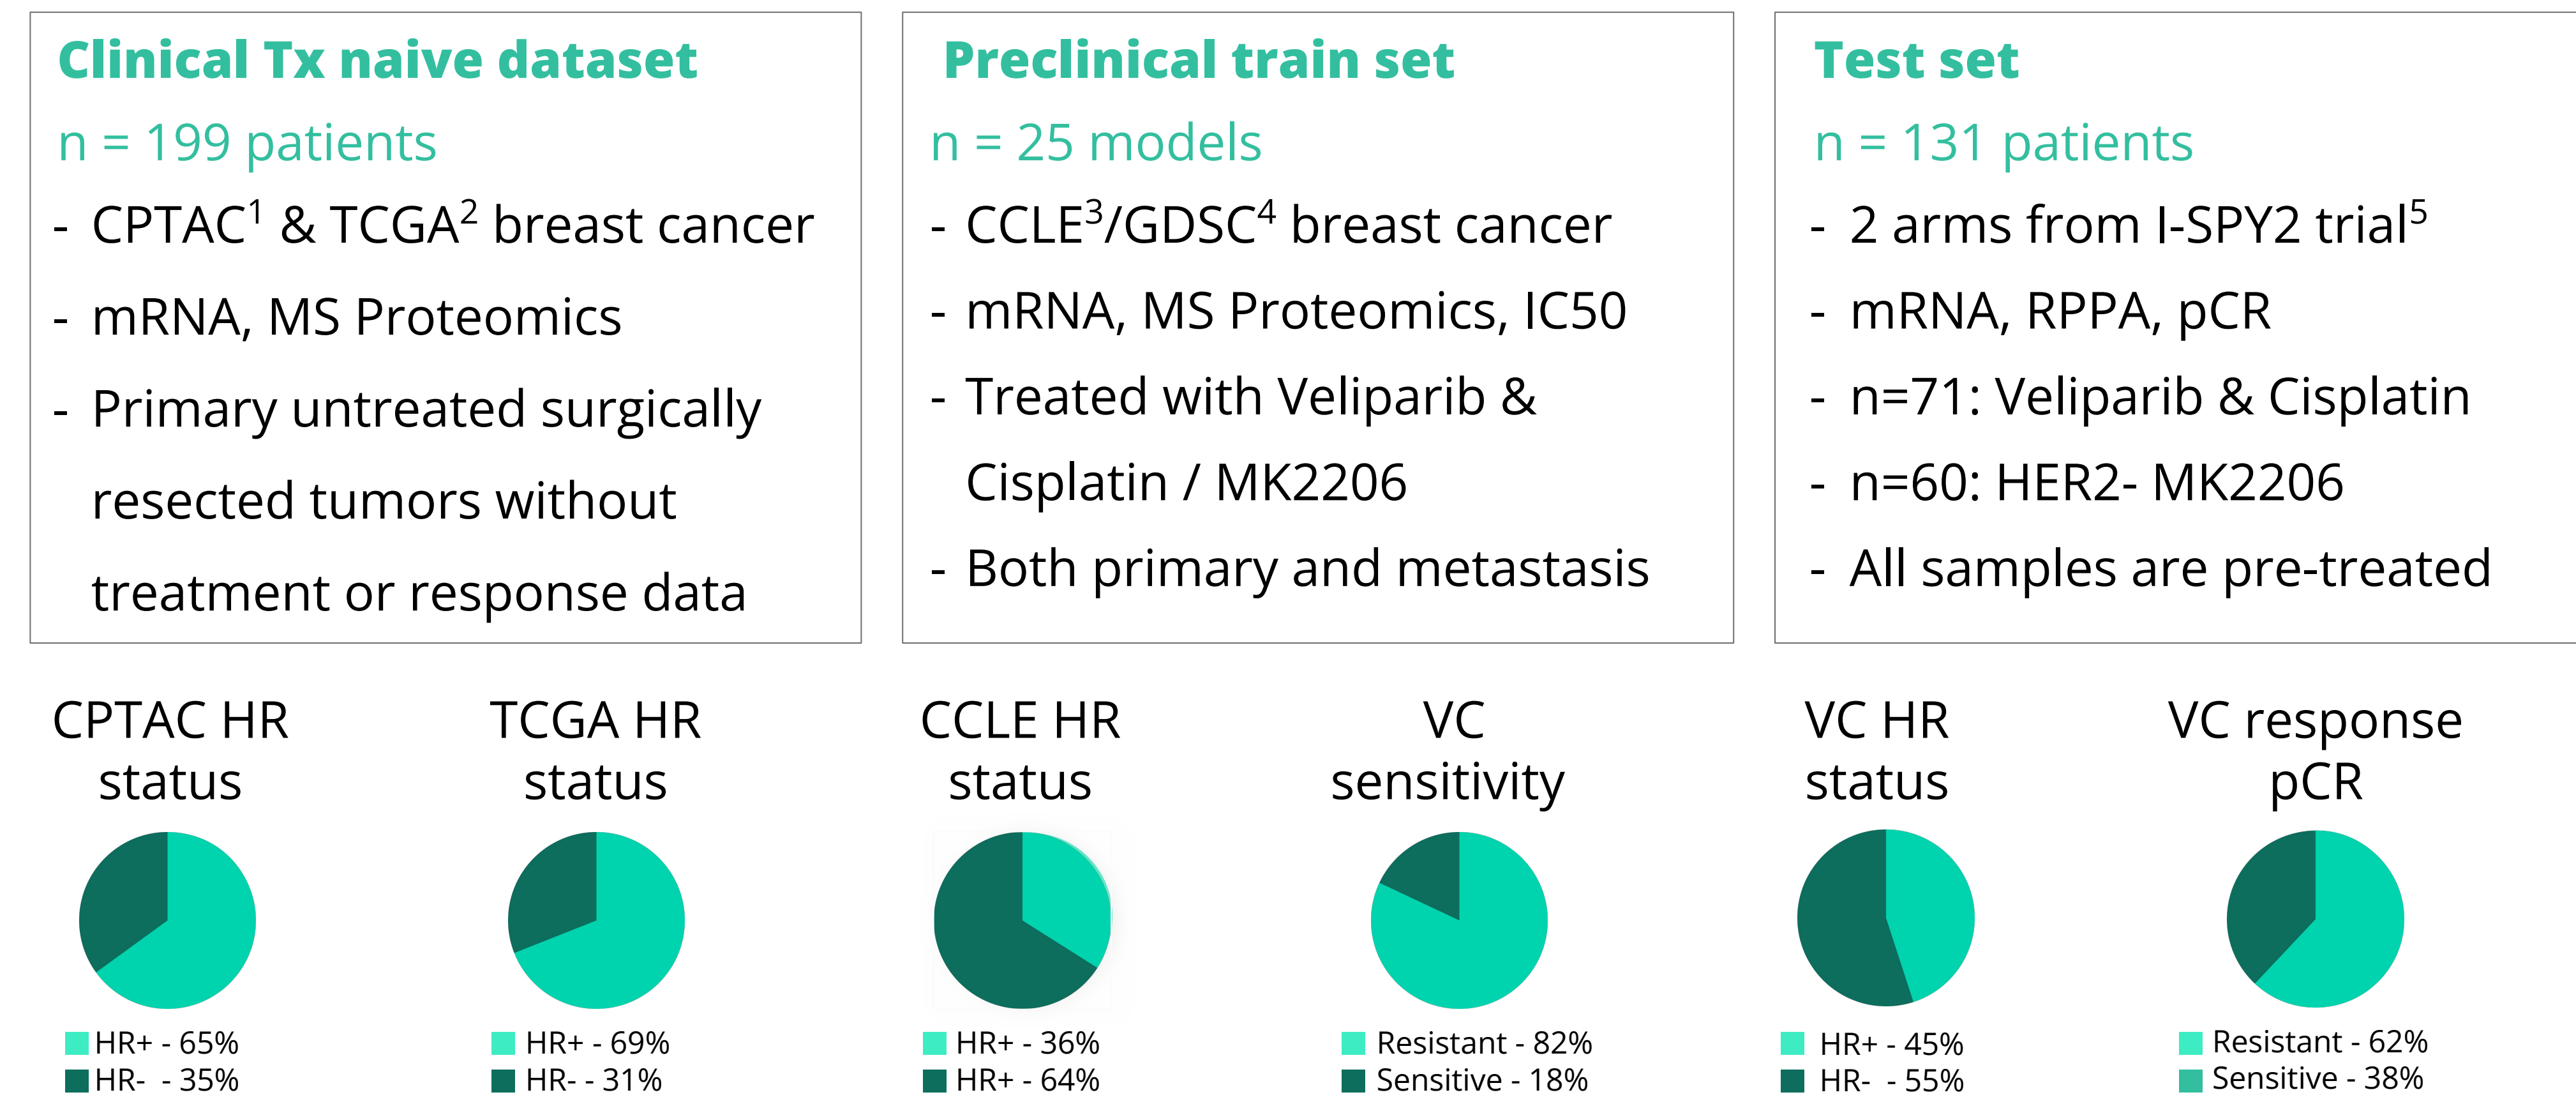 Clinical Tx naive dataset
n = 199 patients
- CPTAC¹ & TCGA² breast cancer
- mRNA, MS Proteomics
- Primary untreated surgically
resected tumors without
treatment or response data
Preclinical train set
n = 25 models
- CCLE³/GDSC⁴ breast cancer
- mRNA, MS Proteomics, IC50
- Treated with Veliparib &
Cisplatin / MK2206
- Both primary and metastasis
Test set
n = 131 patients
- 2 arms from I-SPY2 trial⁵
- mRNA, RPPA, pCR
- n=71: Veliparib & Cisplatin
- n=60: HER2- MK2206
- All samples are pre-treated
CPTAC HR
status
HR+ - 65%
HR- - 35%
TCGA HR
status
HR+ - 69%
HR- - 31%
CCLE HR
status
HR+ - 36%
HR+ - 64%
VC
sensitivity
Resistant - 82%
Sensitive - 18%
VC HR
status
HR+ - 45%
HR- - 55%
VC response
pCR
Resistant - 62%
Sensitive - 38%